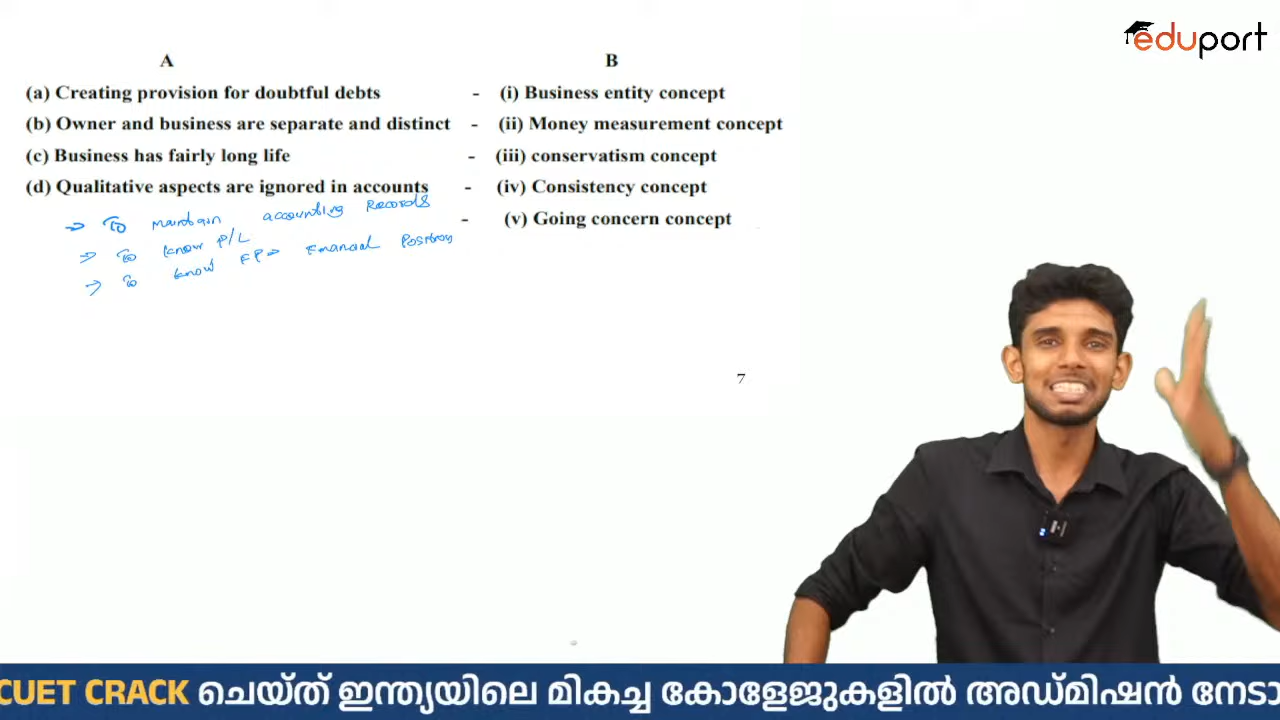 eduport
A B
(a) Creating provision for doubtful debts - (i) Business entity concept
(b) Owner and business are separate and distinct - (ii) Money measurement concept
(c) Business has fairly long life - (iii) conservatism concept
(d) Qualitative aspects are ignored in accounts - (iv) Consistency concept
- (v) Going concern concept
→ To maintain accounting Records
→ To know P/L
→ To know FP → Financial Position
7
CUET CRACK ചെയ്ത് ഇന്ത്യയിലെ മികച്ച കോളേജുകളിൽ അഡ്മിഷൻ നേടാ